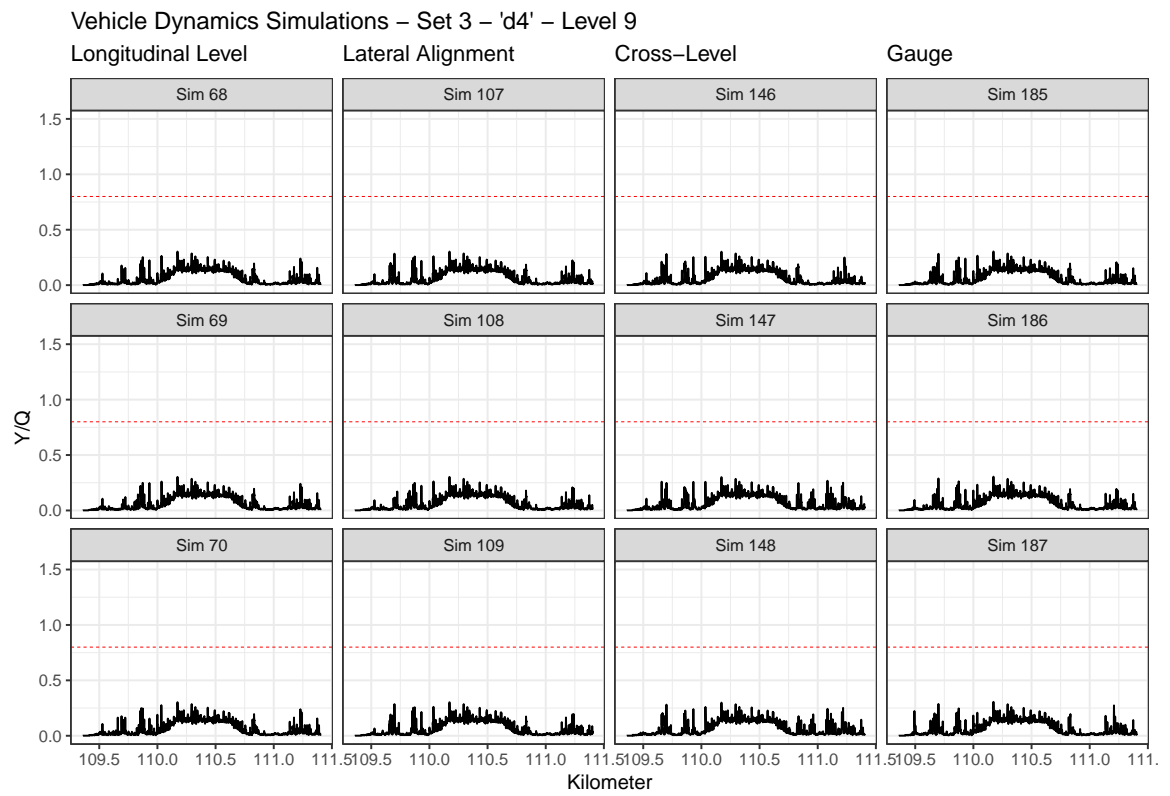 Vehicle Dynamics Simulations − Set 3 − 'd4' − Level 9
Longitudinal Level
Lateral Alignment
Cross−Level
Gauge
Sim 68
Sim 107
Sim 146
Sim 185
1.5
1.0
0.5
0.0
Sim 69
Sim 108
Sim 147
Sim 186
1.5
1.0
0.5
0.0
Y/Q
Sim 70
Sim 109
Sim 148
Sim 187
1.5
1.0
0.5
0.0
109.5 110.0 110.5 111.0 111.5
109.5 110.0 110.5 111.0 111.5
109.5 110.0 110.5 111.0 111.5
109.5 110.0 110.5 111.0 111.
Kilometer